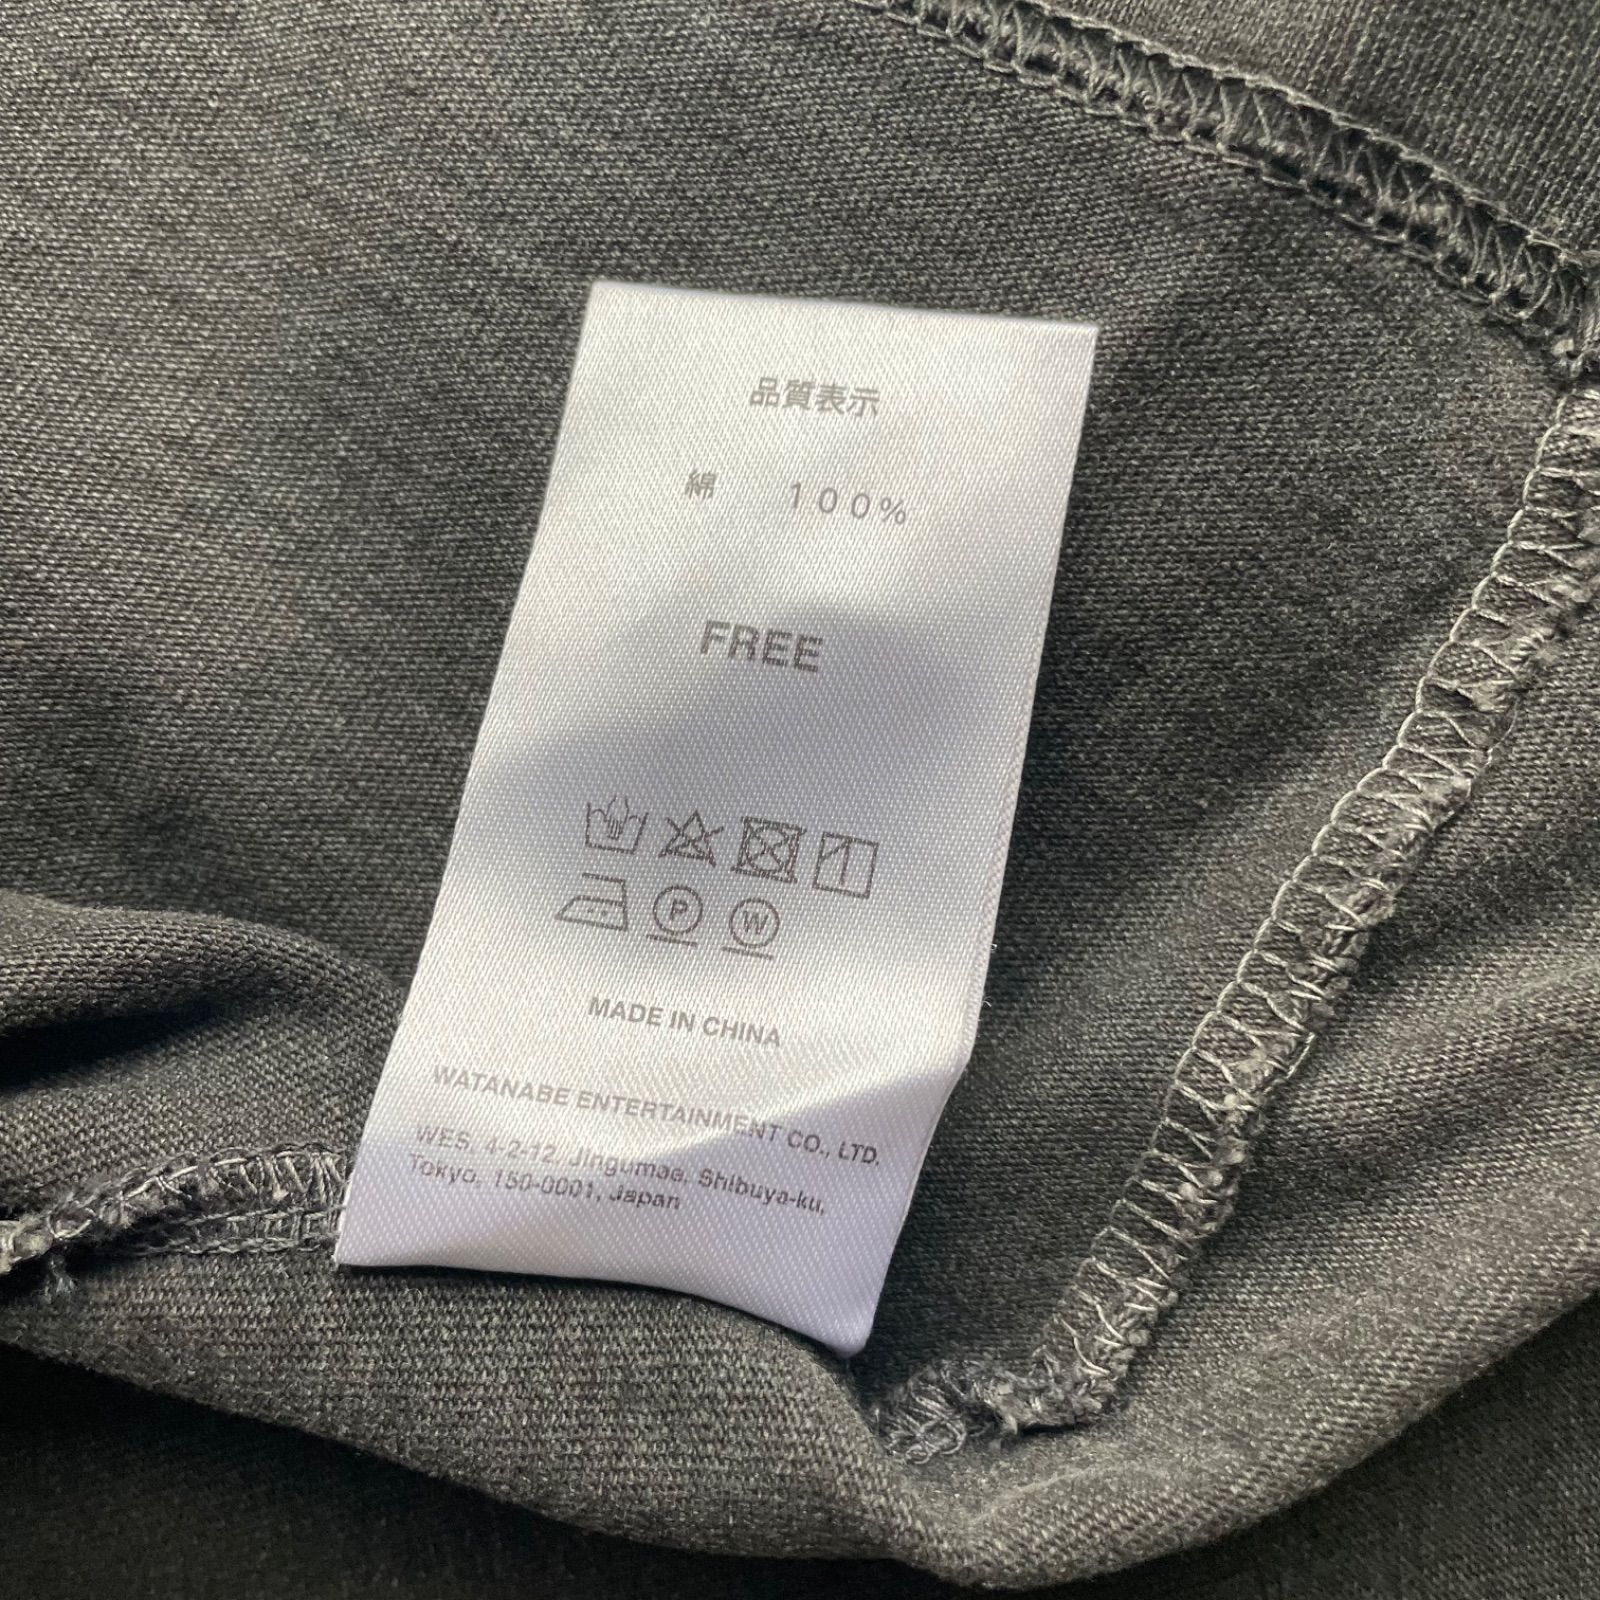 品質表示
綿 100%
FREE
P W
MADE IN CHINA
WATANABE ENTERTAINMENT CO., LTD.
WES, 4-2-12, Jingumae, Shibuya-ku,
Tokyo, 150-0001, Japan